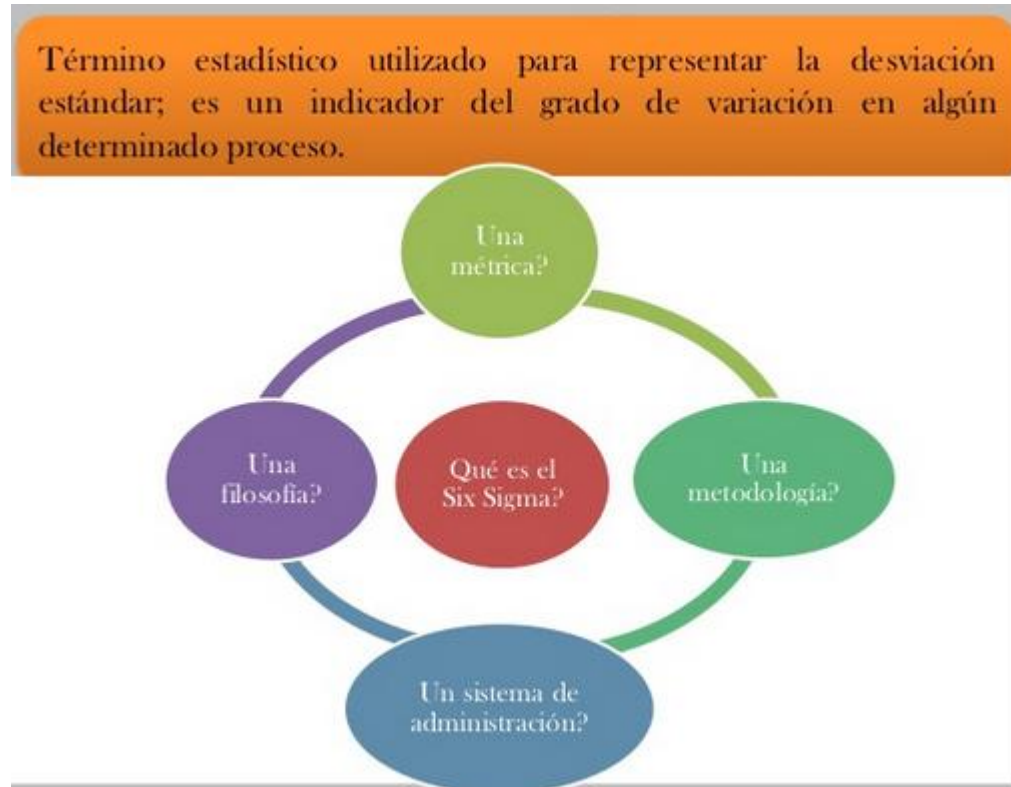 Término estadístico utilizado para representar la desviación
estándar; es un indicador del grado de variación en algún
determinado proceso.
Una
métrica?
Una
filosofía?
Qué es el
Six Sigma?
Una
metodología?
Un sistema de
administración?